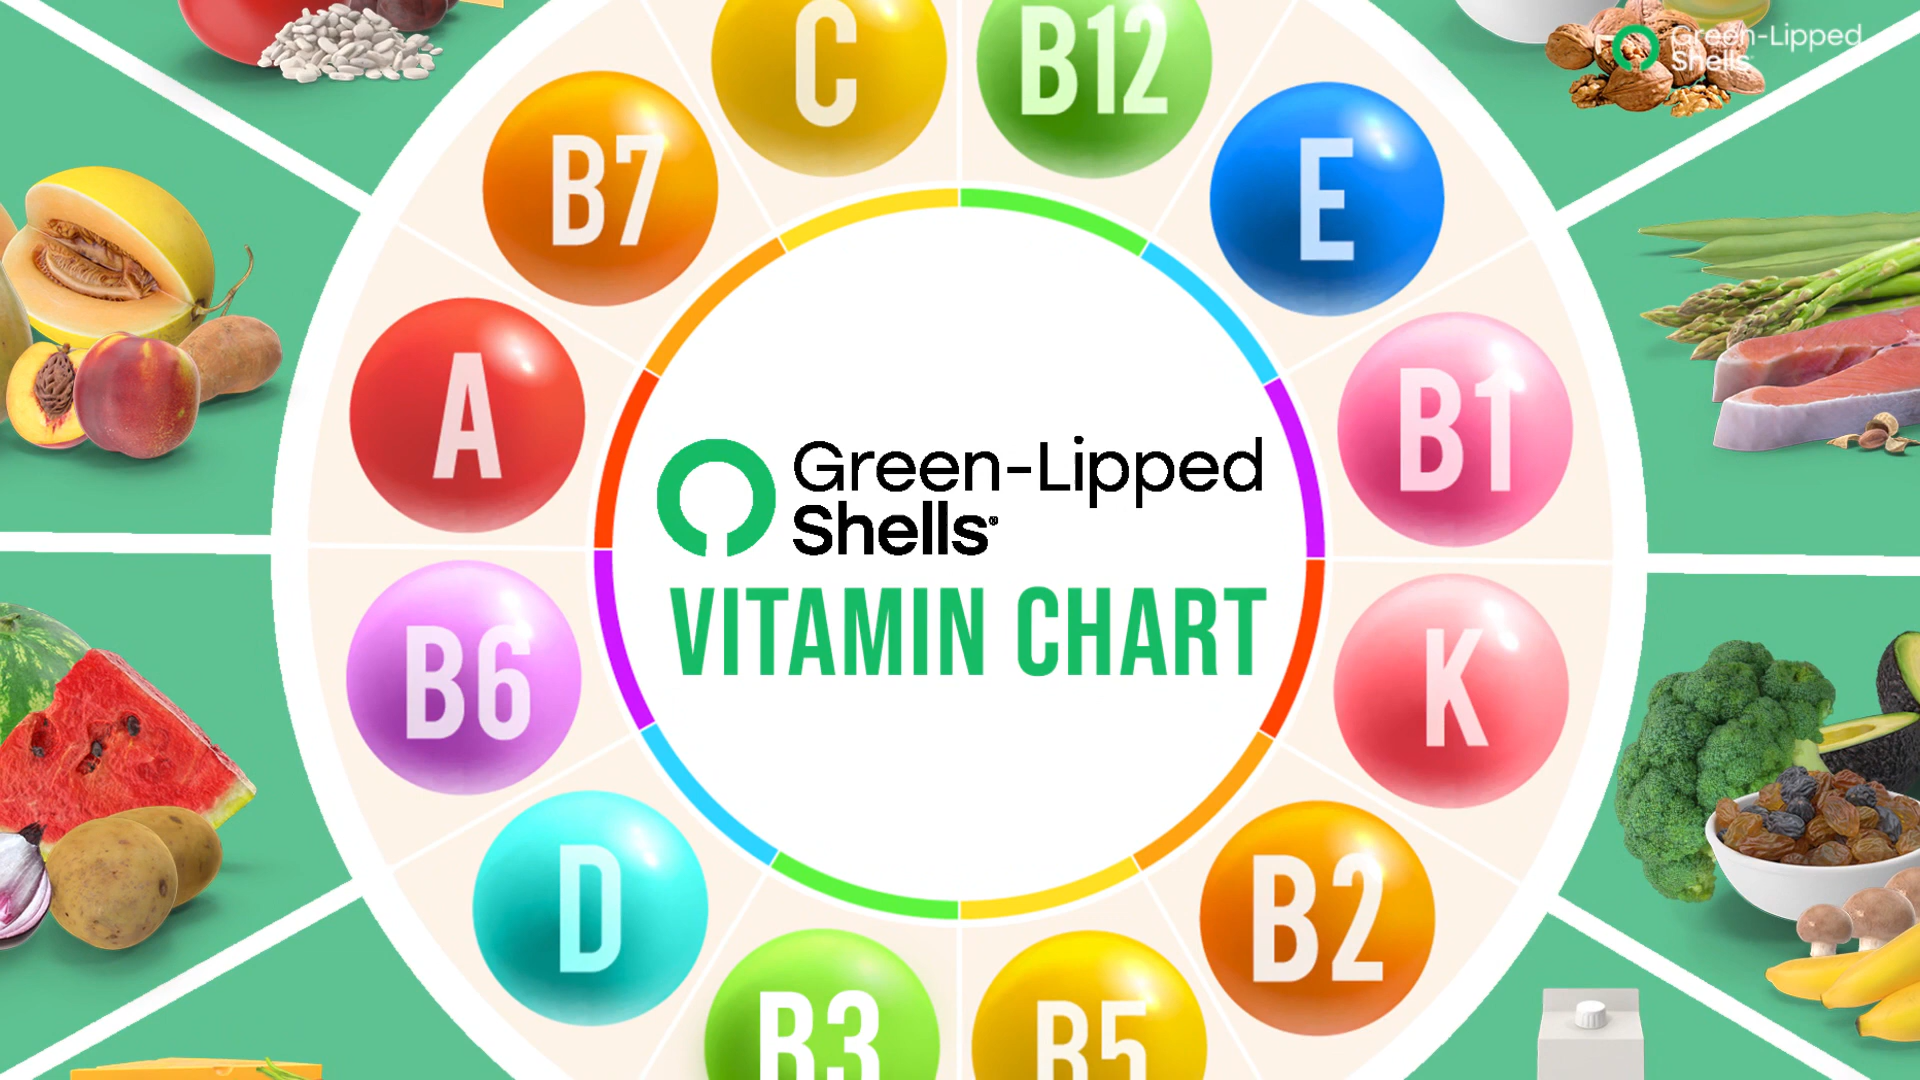 C
B12
Green-Lipped
Shells
B7
E
A
B1
Green-Lipped
Shells®
VITAMIN CHART
B6
K
D
B2
B3
B5